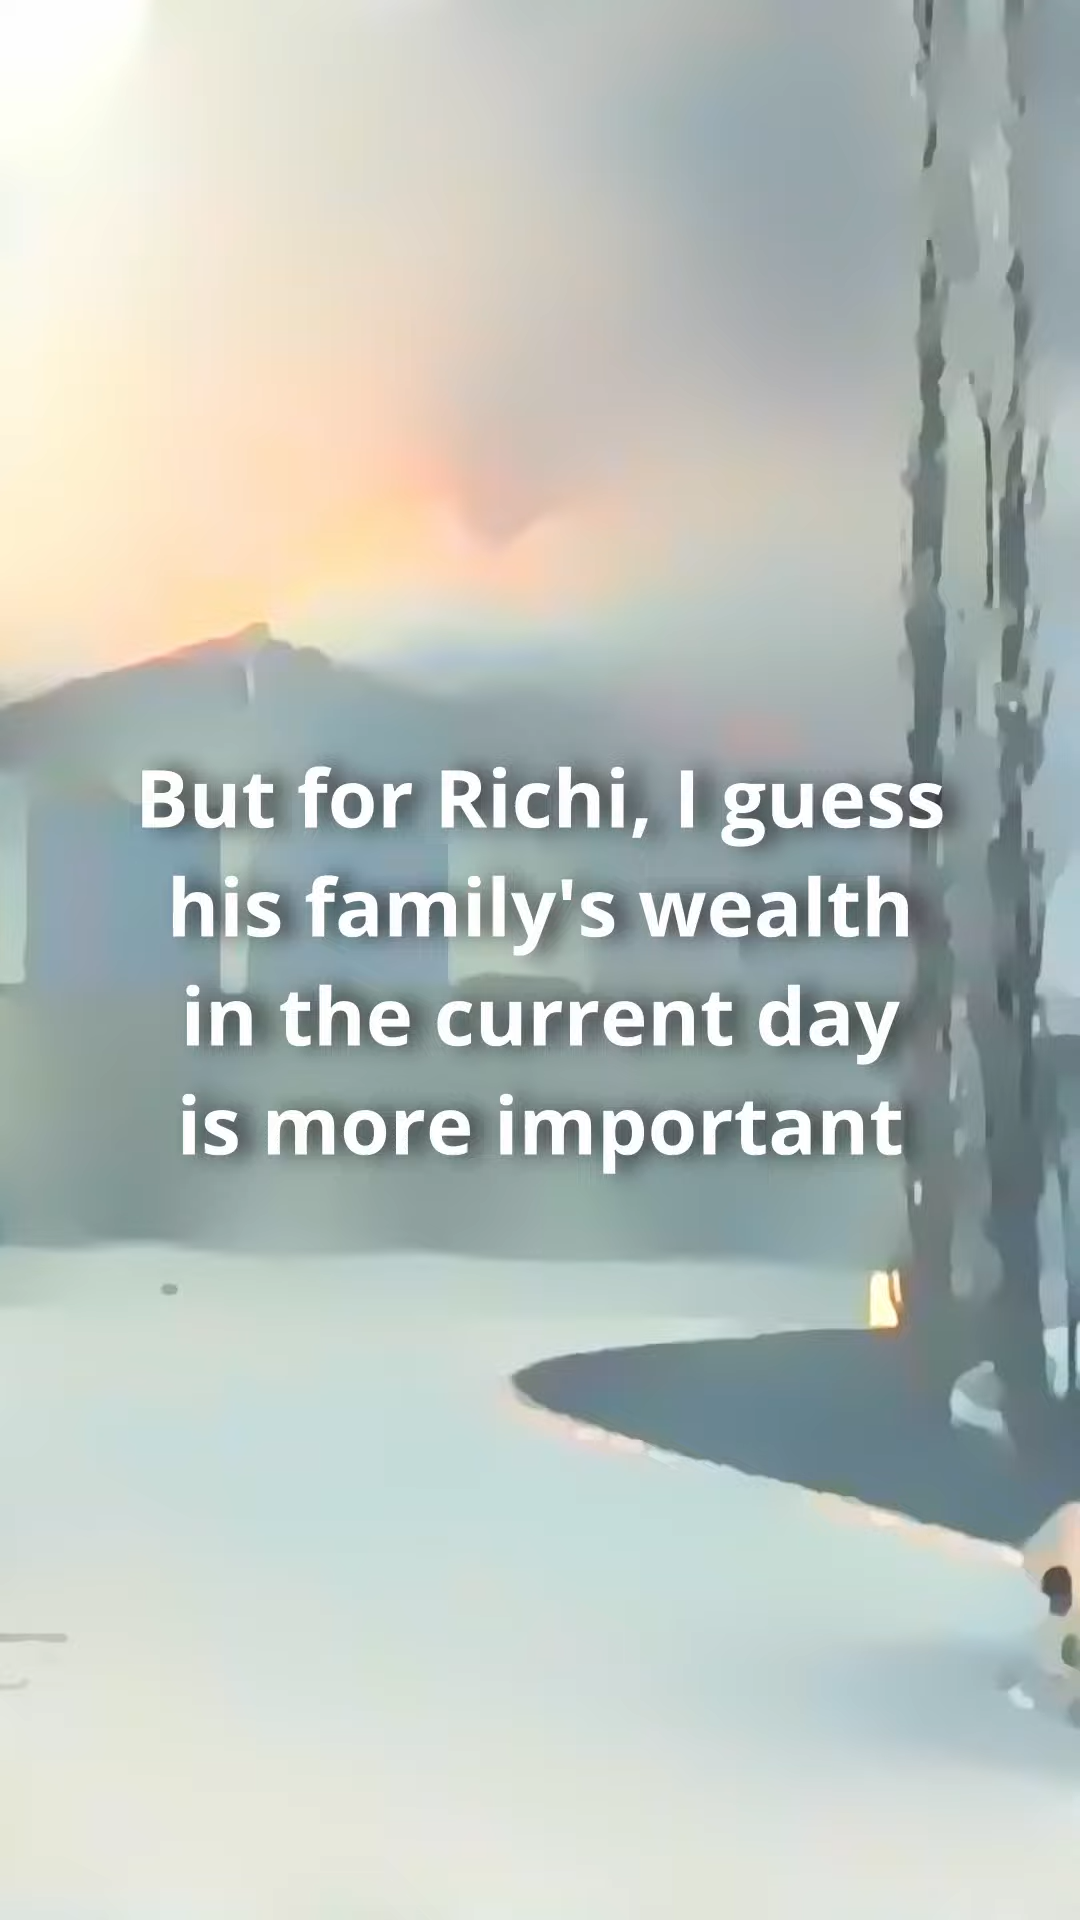 But for Richi, I guess
his family's wealth
in the current day
is more important